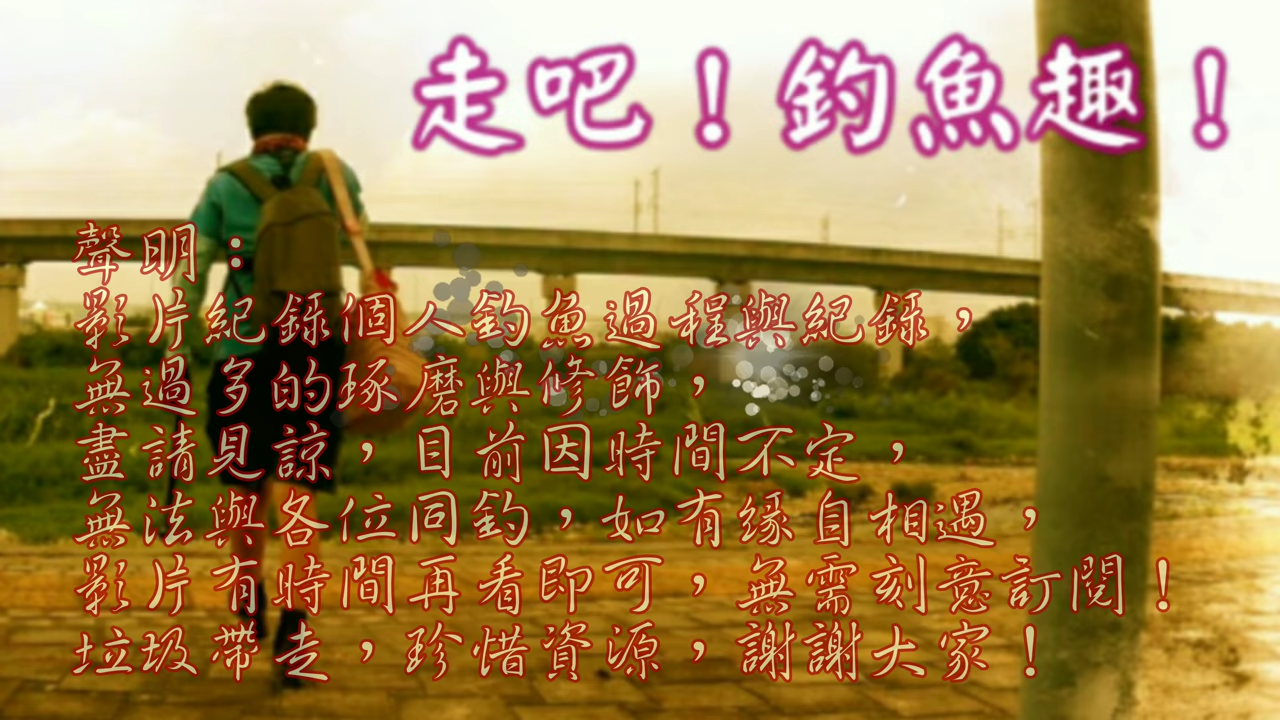 走吧！釣魚趣！
聲明：
影片紀錄個人釣魚過程與紀錄，
無過多的琢磨與修飾，
盡請見諒，目前因時間不定，
無法與各位同釣，如有緣自相遇，
影片有時間再看即可，無需刻意訂閱！
垃圾帶走，珍惜資源，謝謝大家！